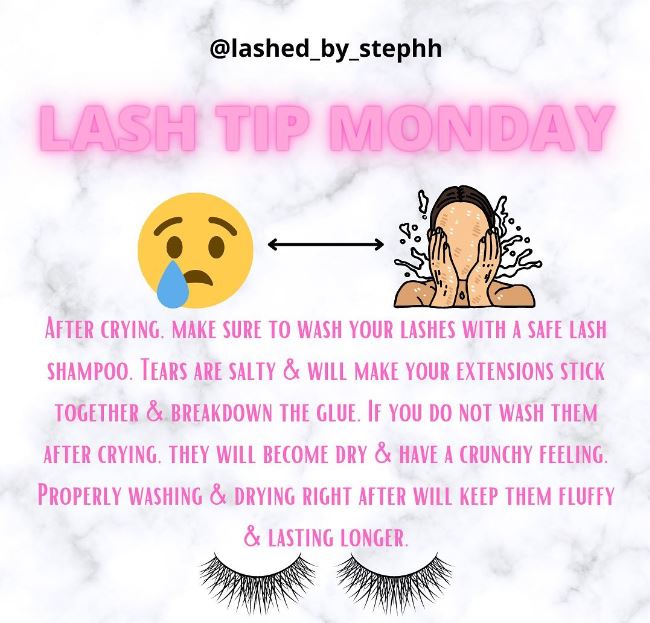 @lashed_by_stephh
LASH TIP MONDAY
After crying, make sure to wash your lashes with a safe lash
shampoo. Tears are salty & will make your extensions stick
together & breakdown the glue. If you do not wash them
after crying, they will become dry & have a crunchy feeling.
Properly washing & drying right after will keep them fluffy
& lasting longer.